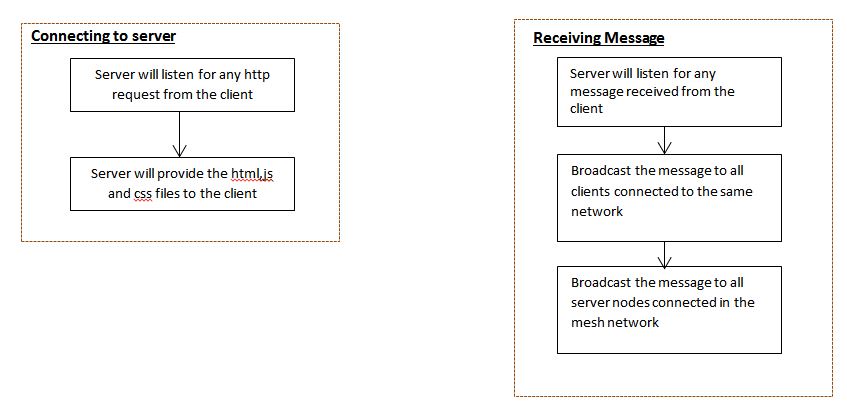 Connecting to server
Server will listen for any http
request from the client
Server will provide the html,js
and css files to the client
Receiving Message
Server will listen for any
message received from the
client
Broadcast the message to all
clients connected to the same
network
Broadcast the message to all
server nodes connected in the
mesh network